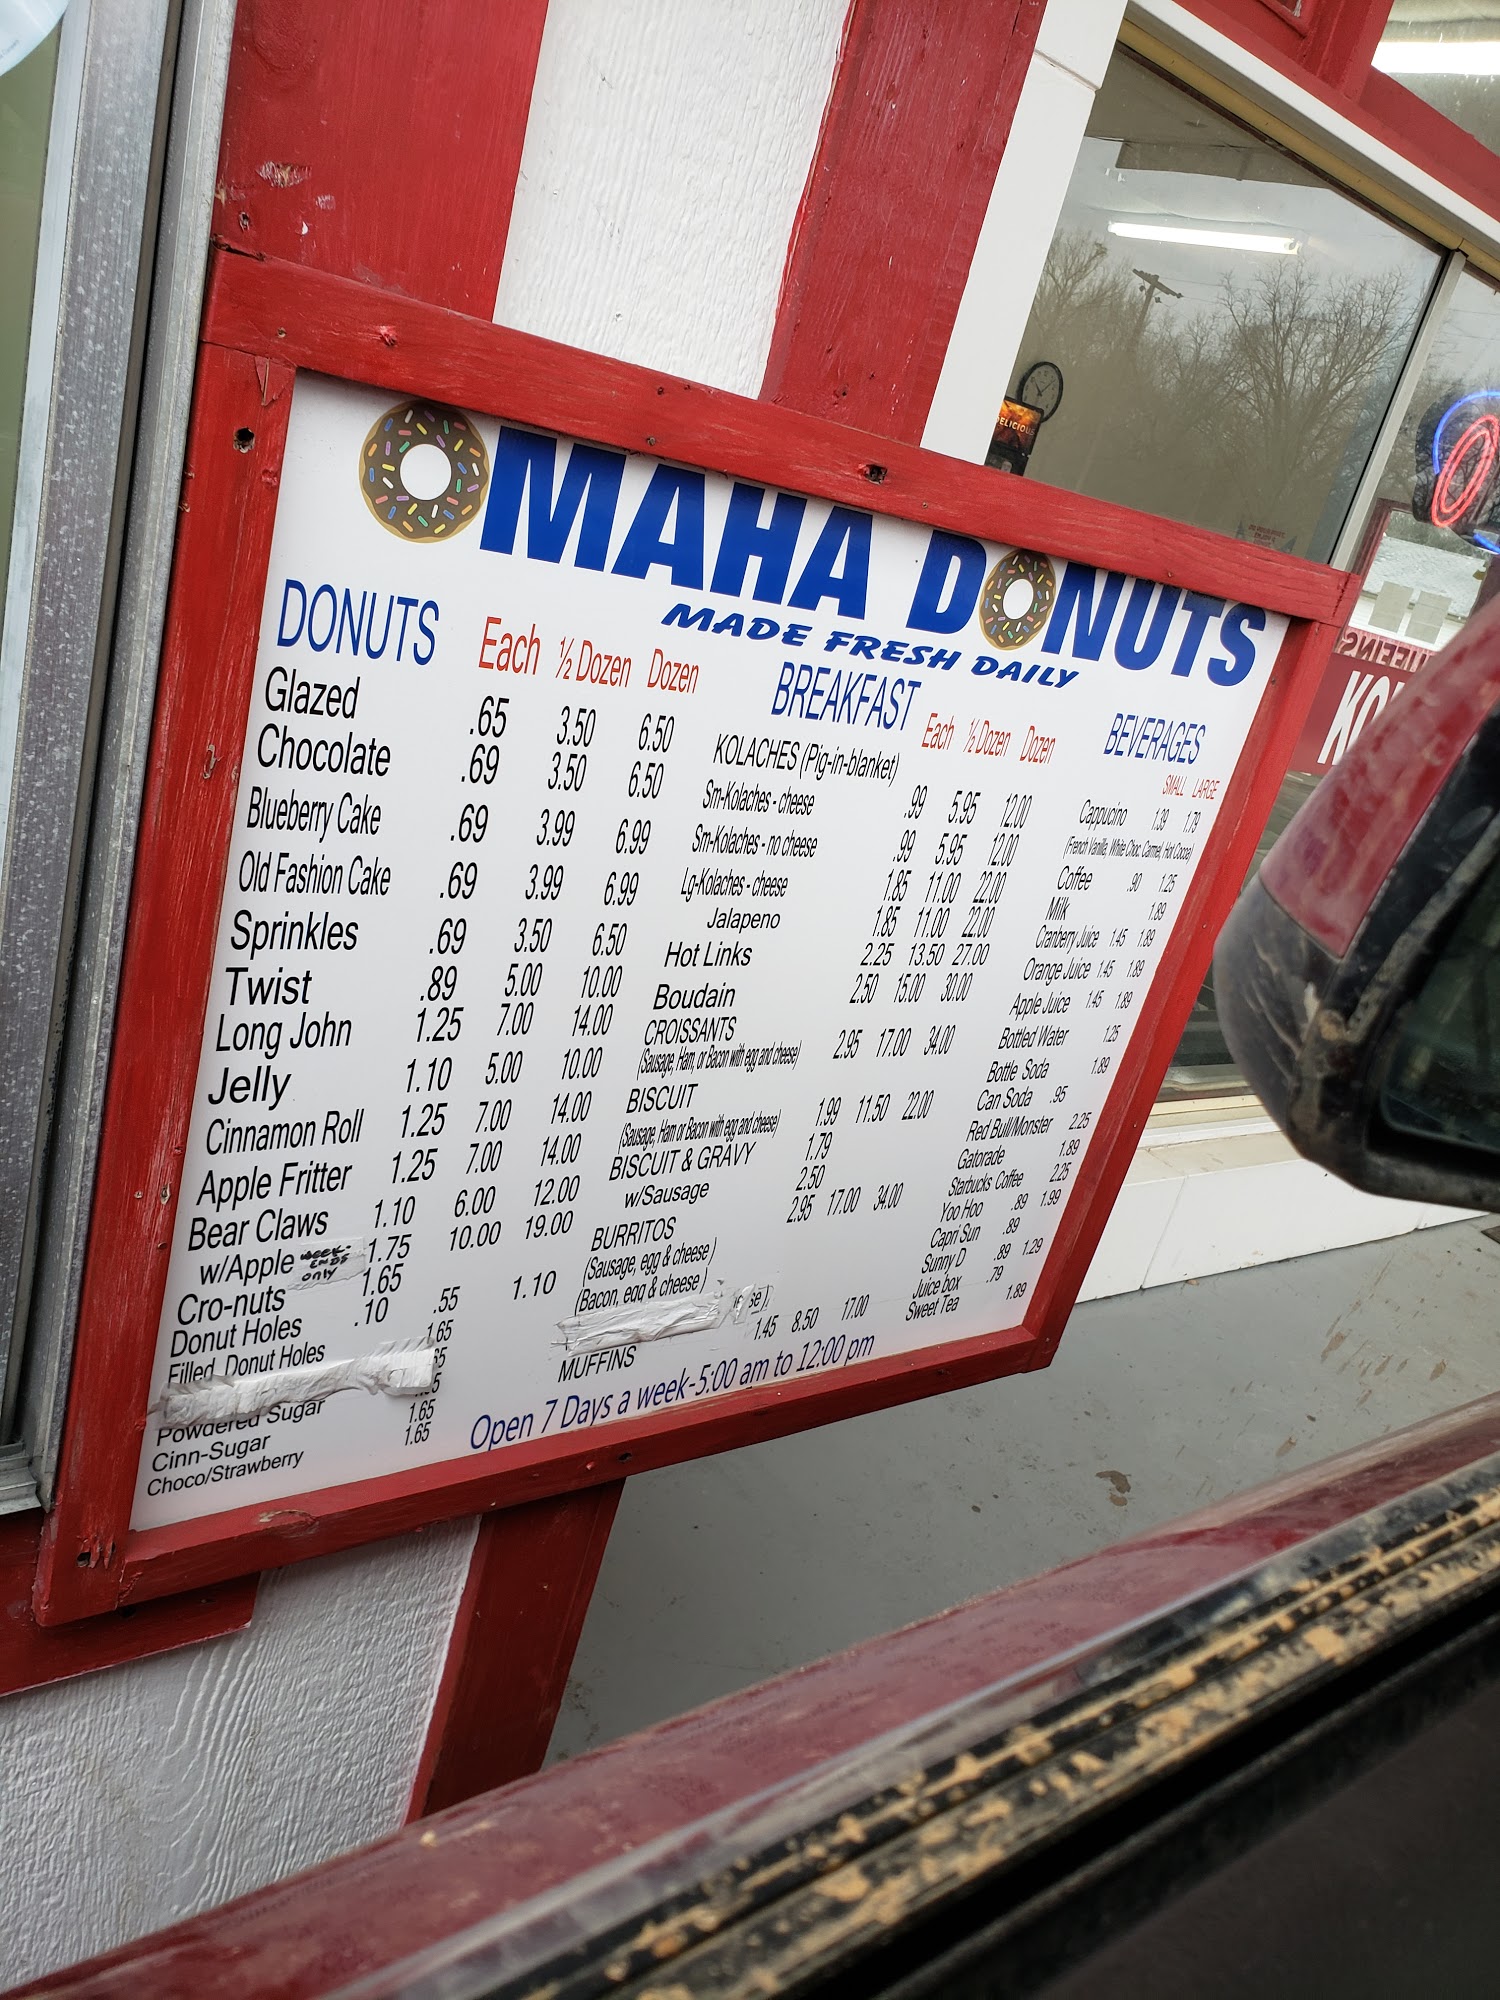 OMAHA DONUTS
MADE FRESH DAILY
DONUTS Each ½ Dozen Dozen
Glazed .65 3.50 6.50
Chocolate .69 3.50 6.50
Blueberry Cake .69 3.99 6.99
Old Fashion Cake .69 3.99 6.99
Sprinkles .69 3.50 6.50
Twist .89 5.00 10.00
Long John 1.25 7.00 14.00
Jelly 1.10 5.00 10.00
Cinnamon Roll 1.25 7.00 14.00
Apple Fritter 1.25 7.00 14.00
Bear Claws 1.10 6.00 12.00
w/Apple 1.75 10.00 19.00
week-
ENDS
only
Cro-nuts 1.65
Donut Holes .10 .55 1.10
Filled Donut Holes 1.65
Powdered Sugar
Cinn-Sugar 1.65
Choco/Strawberry 1.65
BREAKFAST Each ½ Dozen Dozen
KOLACHES (Pig-in-blanket)
Sm-Kolaches - cheese .99 5.95 12.00
Sm-Kolaches - no cheese .99 5.95 12.00
Lg-Kolaches - cheese 1.85 11.00 22.00
Jalapeno 1.85 11.00 22.00
Hot Links 2.25 13.50 27.00
Boudain 2.50 15.00 30.00
CROISSANTS 2.95 17.00 34.00
(Sausage, Ham, or Bacon with egg and cheese)
BISCUIT 1.99 11.50 22.00
(Sausage, Ham or Bacon with egg and cheese)
BISCUIT & GRAVY 1.79
w/Sausage 2.50
BURRITOS 2.95 17.00 34.00
(Sausage, egg & cheese)
(Bacon, egg & cheese)
MUFFINS 1.45 8.50 17.00
BEVERAGES
SMALL LARGE
Cappucino 1.39 1.79
(French Vanilla, White Choc. Carmel, Hot Cocoa)
Coffee .90 1.25
Milk 1.89
Cranberry Juice 1.45 1.89
Orange Juice 1.45 1.89
Apple Juice 1.45 1.89
Bottled Water 1.25
Bottle Soda 1.89
Can Soda .95
Red Bull/Monster 2.25
Gatorade 1.89
Starbucks Coffee 2.25
Yoo Hoo .89 1.99
Capri Sun .89
Sunny D .89 1.29
Juice box .79
Sweet Tea 1.89
Open 7 Days a week-5:00 am to 12:00 pm